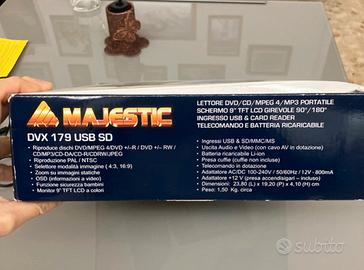 MAJESTIC
DVX 179 USB SD
• Riproduce dischi DVD/MPEG 4/DVD +/-R / DVD +/- RW /
CD/MP3/CD-DA/CD-R/CDRW/JPEG
• Riproduzione PAL / NTSC
• Selettore modalità immagine ( 4:3, 16:9)
• Zoom su immagini statiche
• OSD (informazioni a video)
• Funzione sicurezza bambini
• Monitor 9" TFT LCD a colori
LETTORE DVD/CD/MPEG 4/MP3 PORTATILE
SCHERMO 9" TFT LCD GIREVOLE 90°/180°
INGRESSO USB & CARD READER
TELECOMANDO E BATTERIA RICARICABILE
• Ingressi USB & SD/MMC/MS
• Uscita Audio e Video (con cavo AV in dotazione)
• Batteria ricaricabile Li-ion
• Presa cuffie (cuffie non incluse)
• Telecomando in dotazione
• Adattatore AC/DC 100-240V / 50/60Hz / 12V - 800mA
• Adattatore +12 V (presa accendisigari – incluso)
• Dimensioni: 23,80 (L) x 19,20 (P) x 4,10 (H) cm
• Peso: 1,50 Kg. circa
subito